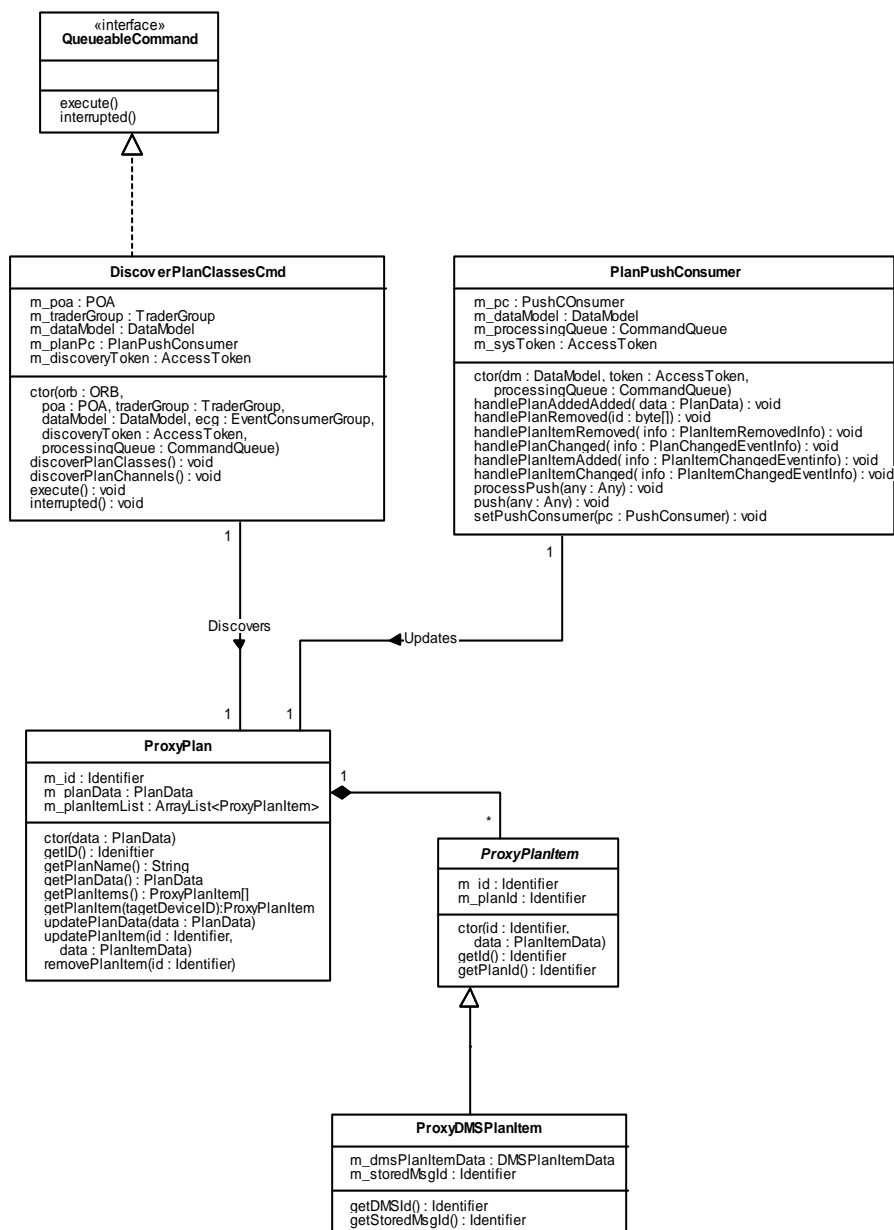 «interface»
QueueableCommand
execute()
interrupted()
DiscoverPlanClassesCmd
m_poa : POA
m_traderGroup : TraderGroup
m_dataModel : DataModel
m_planPc : PlanPushConsumer
m_discoveryToken : AccessToken
ctor(orb : ORB,
poa : POA, traderGroup : TraderGroup,
dataModel : DataModel, ecg : EventConsumerGroup,
discoveryToken : AccessToken,
processingQueue : CommandQueue)
discoverPlanClasses() : void
discoverPlanChannels() : void
execute() : void
interrupted() : void
PlanPushConsumer
m_pc : PushCOnsumer
m_dataModel : DataModel
m_processingQueue : CommandQueue
m_sysToken : AccessToken
ctor(dm : DataModel, token : AccessToken,
processingQueue : CommandQueue)
handlePlanAddedAdded( data : PlanData) : void
handlePlanRemoved(id : byte[]) : void
handlePlanItemRemoved( info : PlanItemRemovedInfo) : void
handlePlanChanged( info : PlanChangedEventInfo) : void
handlePlanItemAdded( info : PlanItemChangedEventinfo) : void
handlePlanItemChanged( info : PlanItemChangedEventInfo) : void
processPush(any : Any) : void
push(any : Any) : void
setPushConsumer(pc : PushConsumer) : void
1
1
Discovers
Updates
1
1
ProxyPlan
m_id : Identifier
m_planData : PlanData
m_planItemList : ArrayList<ProxyPlanItem>
ctor(data : PlanData)
getID() : Ideniftier
getPlanName() : String
getPlanData() : PlanData
getPlanItems() : ProxyPlanItem[]
getPlanItem(tagetDeviceID):ProxyPlanItem
updatePlanData(data : PlanData)
updatePlanItem(id : Identifier,
data : PlanItemData)
removePlanItem(id : Identifier)
1
*
ProxyPlanItem
m_id : Identifier
m_planId : Identifier
ctor(id : Identifier,
data : PlanItemData)
getId() : Identifier
getPlanId() : Identifier
ProxyDMSPlanItem
m_dmsPlanItemData : DMSPlanItemData
m_storedMsgId : Identifier
getDMSId() : Identifier
getStoredMsgId() : Identifier